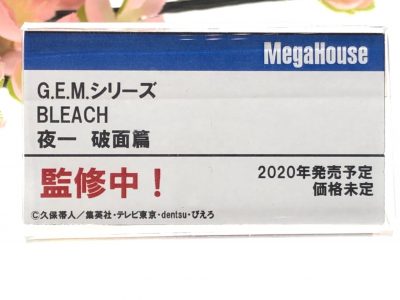 MegaHouse
G.E.M.シリーズ
BLEACH
夜一 破面篇
監修中！
2020年発売予定
価格未定
©久保帯人／集英社・テレビ東京・dentsu・ぴえろ